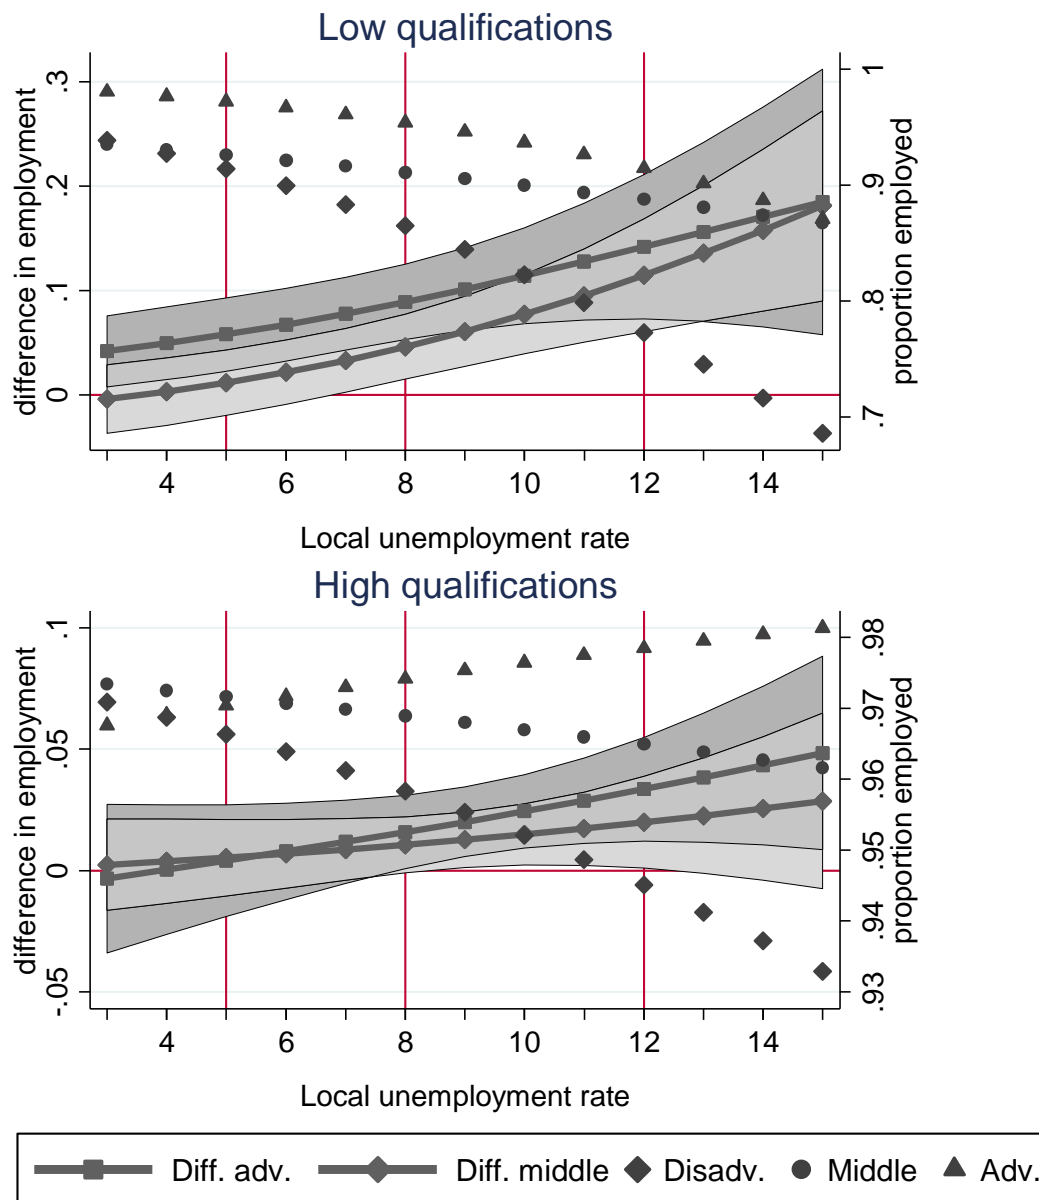 Low qualifications
difference in employment
0 .1 .2 .3
proportion employed
.7 .8 .9 1
4 6 8 10 12 14
Local unemployment rate
High qualifications
difference in employment
-.05 0 .05 .1
proportion employed
.93 .94 .95 .96 .97 .98
4 6 8 10 12 14
Local unemployment rate
Diff. adv. Diff. middle Disadv. Middle Adv.